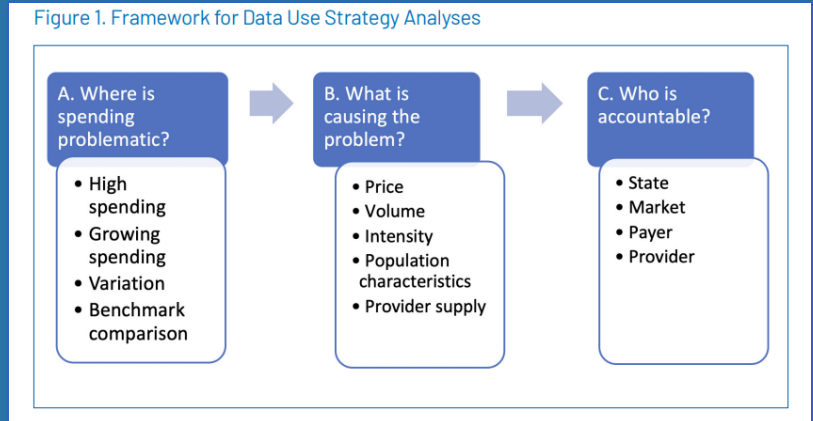 Figure 1. Framework for Data Use Strategy Analyses
A. Where is
spending
problematic?
• High
spending
• Growing
spending
• Variation
• Benchmark
comparison
B. What is
causing the
problem?
• Price
• Volume
• Intensity
• Population
characteristics
• Provider supply
C. Who is
accountable?
• State
• Market
• Payer
• Provider